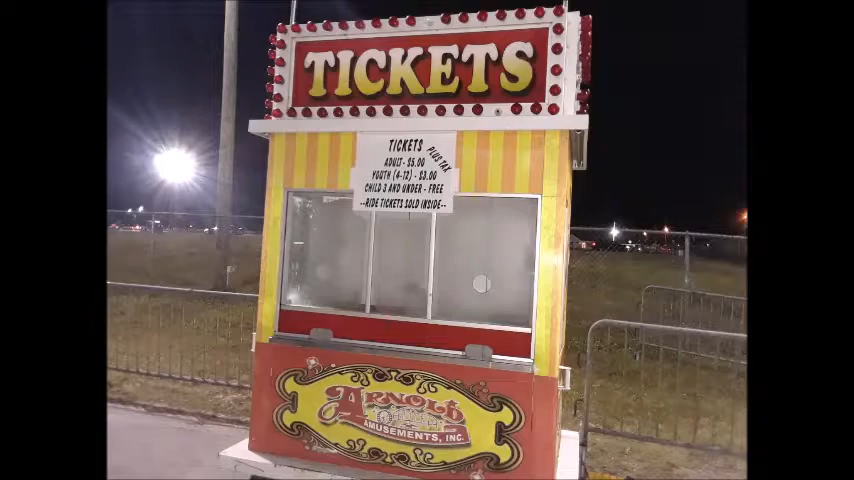 TICKETS
TICKETS
ADULT - $5.00
YOUTH (4-12) - $3.00
PLUS TAX
CHILD 3 AND UNDER - FREE
--RIDE TICKETS SOLD INSIDE--
ARNOLD
AMUSEMENTS, INC.